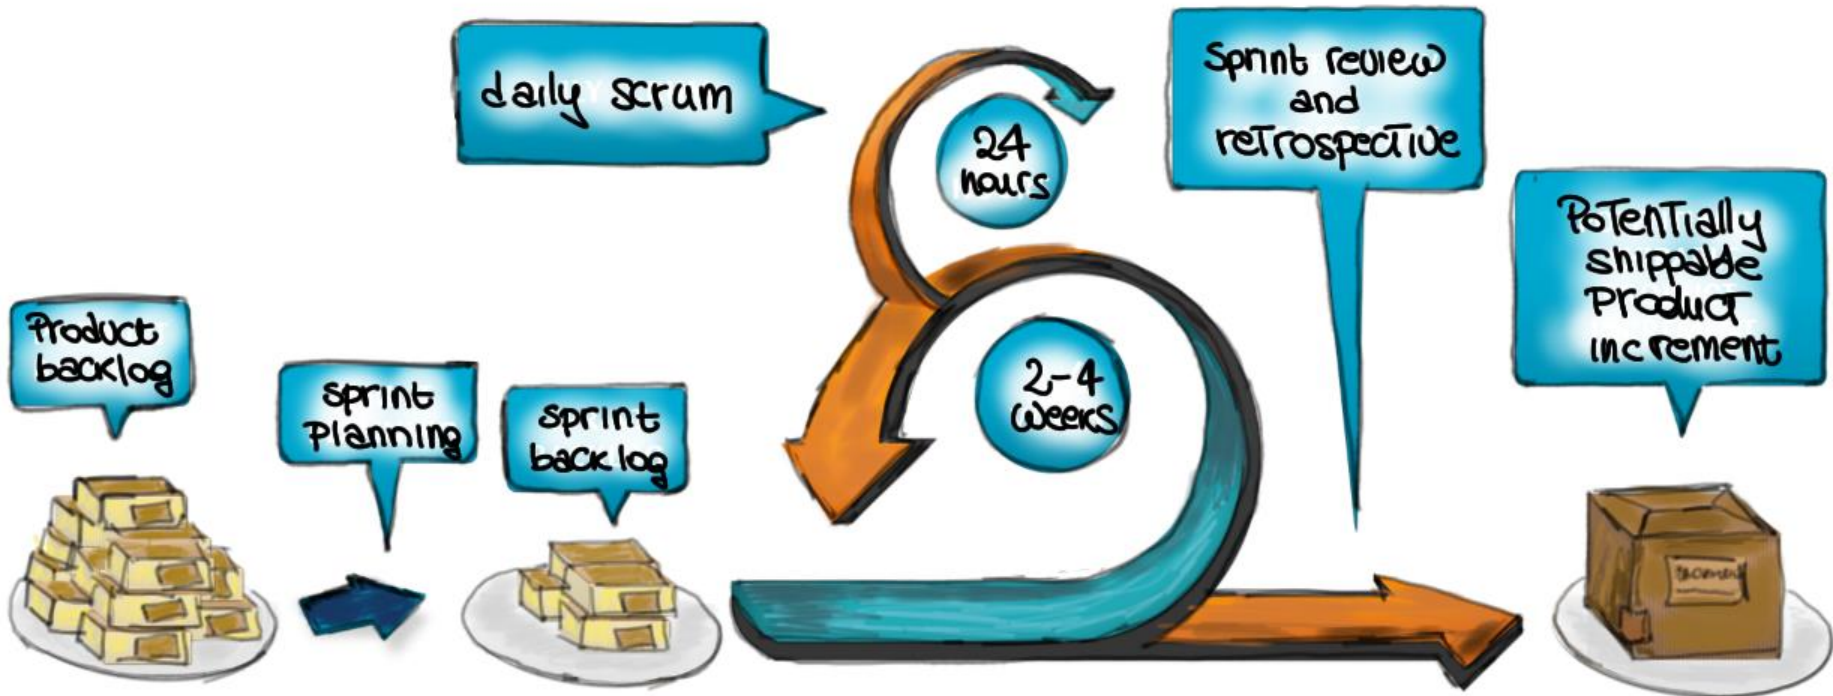 daily scrum
24
hours
Sprint review
and
retrospective
Potentially
shippable
Product
increment
Product
backlog
sprint
Planning
sprint
backlog
2-4
weeks